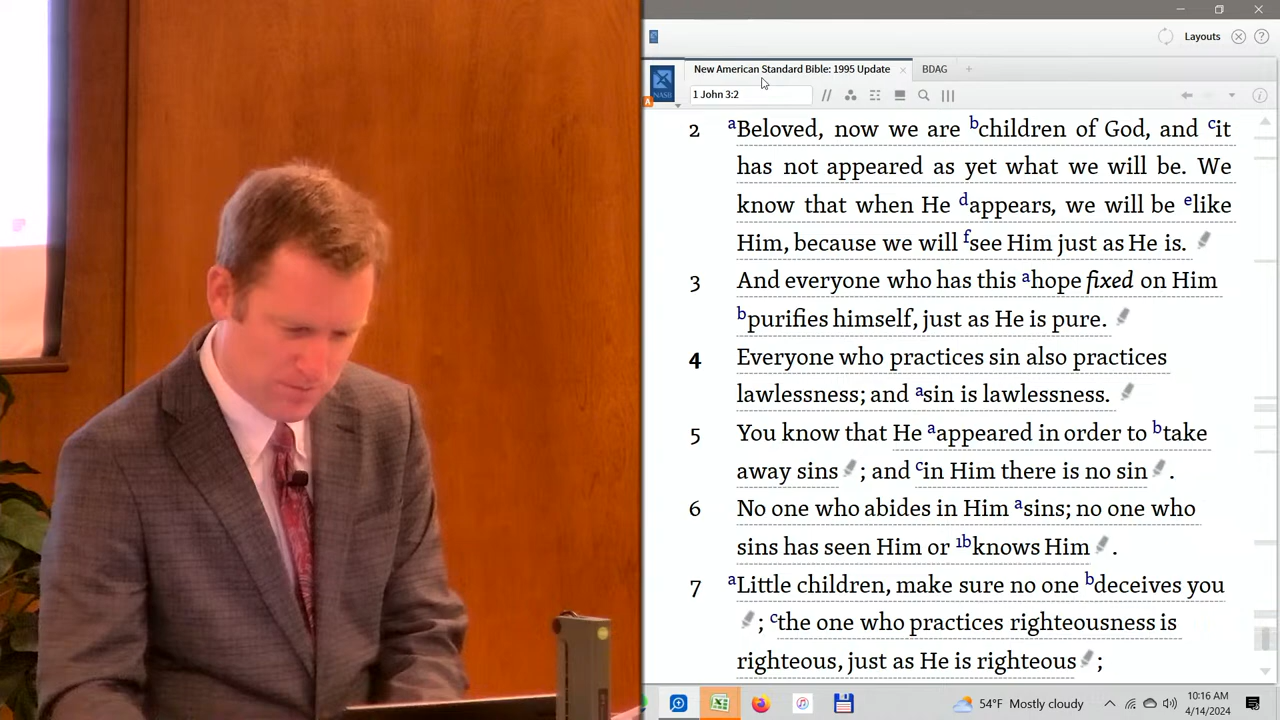 Layouts
New American Standard Bible: 1995 Update
BDAG
NASB
1 John 3:2
2 aBeloved, now we are bchildren of God, and cit
has not appeared as yet what we will be. We
know that when He dappears, we will be elike
Him, because we will fsee Him just as He is.
3 And everyone who has this ahope fixed on Him
bpurifies himself, just as He is pure.
4 Everyone who practices sin also practices
lawlessness; and asin is lawlessness.
5 You know that He aappeared in order to btake
away sins ; and cin Him there is no sin .
6 No one who abides in Him asins; no one who
sins has seen Him or 1bknows Him .
7 aLittle children, make sure no one bdeceives you
; cthe one who practices righteousness is
righteous, just as He is righteous ;
54°F Mostly cloudy
10:16 AM
4/14/2024